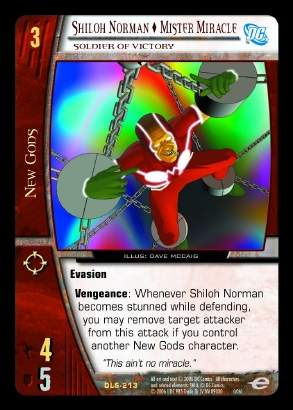 3
SHILOH NORMAN ♦ MISTER MIRACLE
SOLDIER OF VICTORY
DC
NEW GODS
ILLUS: DAVE MCCAIG
Evasion
Vengeance: Whenever Shiloh Norman
becomes stunned while defending,
you may remove target attacker
from this attack if you control
another New Gods character.
"This ain't no miracle."
4
5
DLS-213